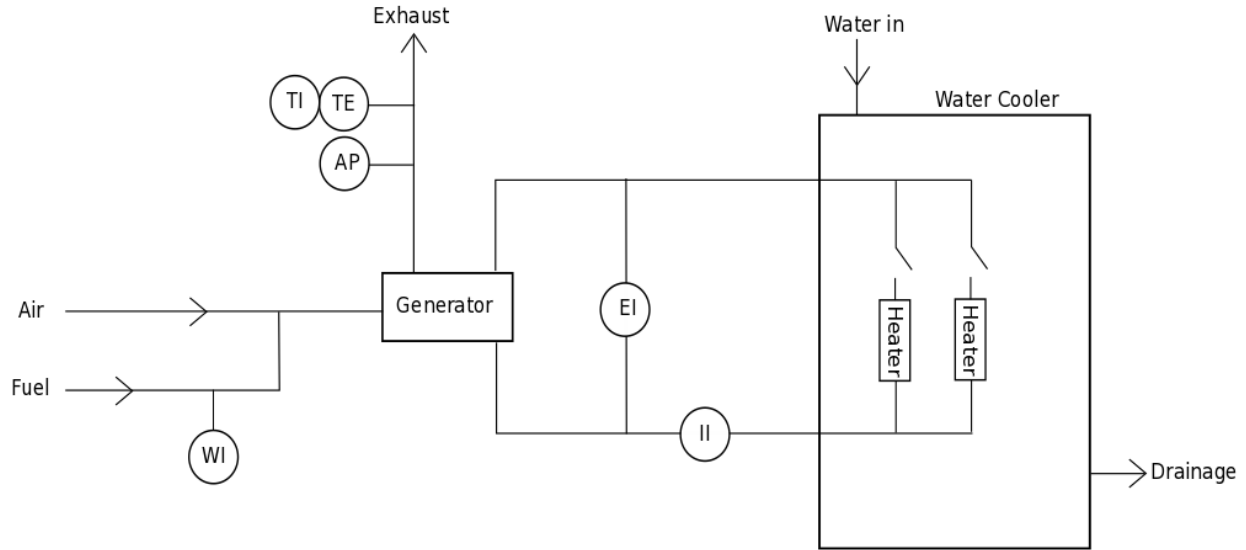 Exhaust
Water in
TI
TE
Water Cooler
AP
Air
Generator
EI
Heater
Heater
Fuel
WI
II
Drainage